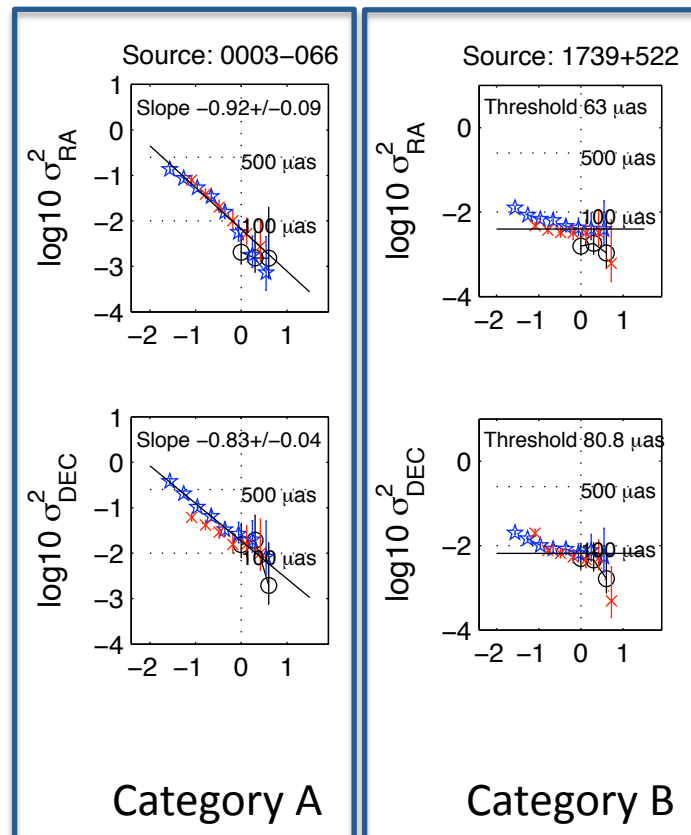 Source: 0003−066
Slope −0.92+/−0.09
500 µas
100 µas
log10 σ²RA
1
0
−1
−2
−3
−4
−2 −1 0 1
Slope −0.83+/−0.04
500 µas
100 µas
log10 σ²DEC
1
0
−1
−2
−3
−4
−2 −1 0 1
Category A
Source: 1739+522
Threshold 63 µas
500 µas
100 µas
log10 σ²RA
0
−2
−4
−2 −1 0 1
Threshold 80.8 µas
500 µas
100 µas
log10 σ²DEC
0
−2
−4
−2 −1 0 1
Category B